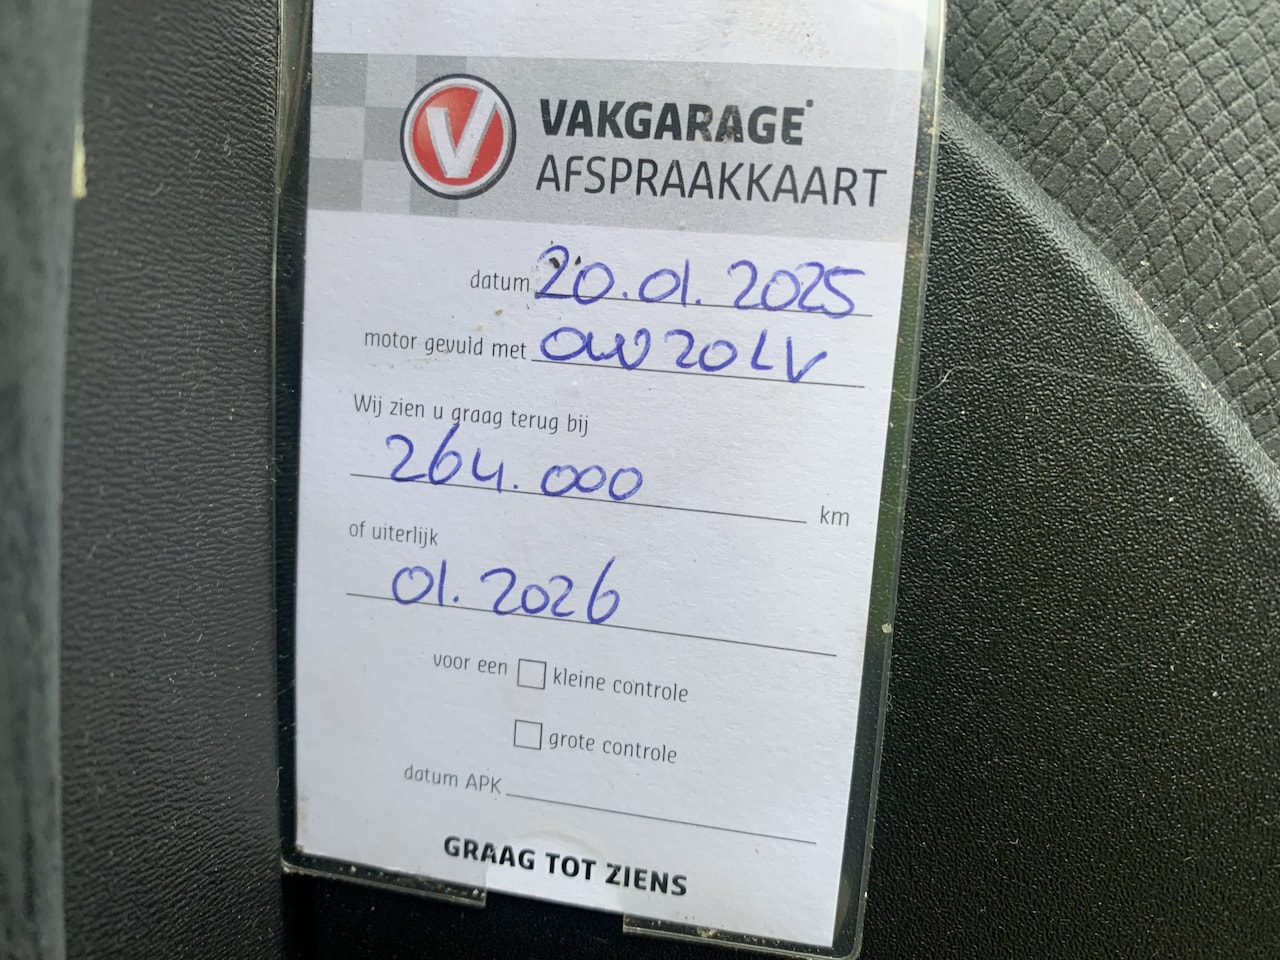 V VAKGARAGE
AFSPRAAKKAART
datum 20.01.2025
motor gevuld met 0W20LV
Wij zien u graag terug bij
264.000 km
of uiterlijk
01.2026
voor een kleine controle
grote controle
datum APK
GRAAG TOT ZIENS